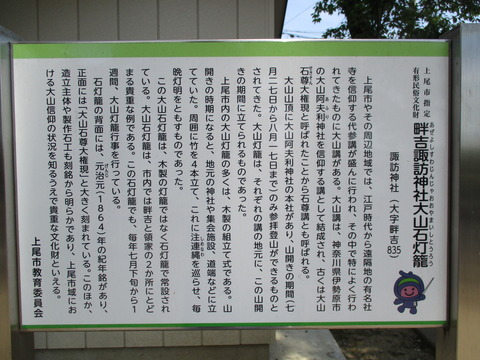 上尾市指定
有形民俗文化財
畔吉諏訪神社大山石灯籠
諏訪神社(大字畔吉835)
上尾市やその周辺地域では、江戸時代から遠隔地の有名社
寺を信仰する代参講が盛んに行われ、その中で特によく行わ
れてきたものに大山講がある。大山講は、神奈川県伊勢原市
の大山阿夫利神社を信仰する講として結成され、古くは大山
石尊大権現と呼ばれたことから石尊講とも呼ばれる。
大山山頂に大山阿夫利神社の本社があり、山開きの期間(七
月二七日から八月一七日まで)のみ参拝登山ができるものと
されてきた。大山灯籠は、それぞれの講の地元に、この山開
きの期間に立てられるものであった。
上尾市内の大山灯籠の多くは、木製の組立て式である。山
開きの時期になると、地元の神社や集会施設、道端などに立
てていた。周囲に竹を4本立て、これに注連縄を巡らせ、毎
晩灯明をともすものであった。
この大山石灯籠は、木製の灯籠ではなく石灯籠で常設され
ている。大山石灯籠は、市内では畔吉と領家の2か所にとど
まる貴重な例である。この石灯籠でも、毎年七月下旬から1
週間、大山灯籠行事を行っている。
石灯籠の背面には、元治元(1864)年の紀年銘があり、
正面には「大山石尊大権現」と大きく刻まれている。このほか、
造立主体や製作石工も刻銘から明らかであり、上尾市域にお
ける大山信仰の状況を知るうえで貴重な文化財といえる。
上尾市教育委員会